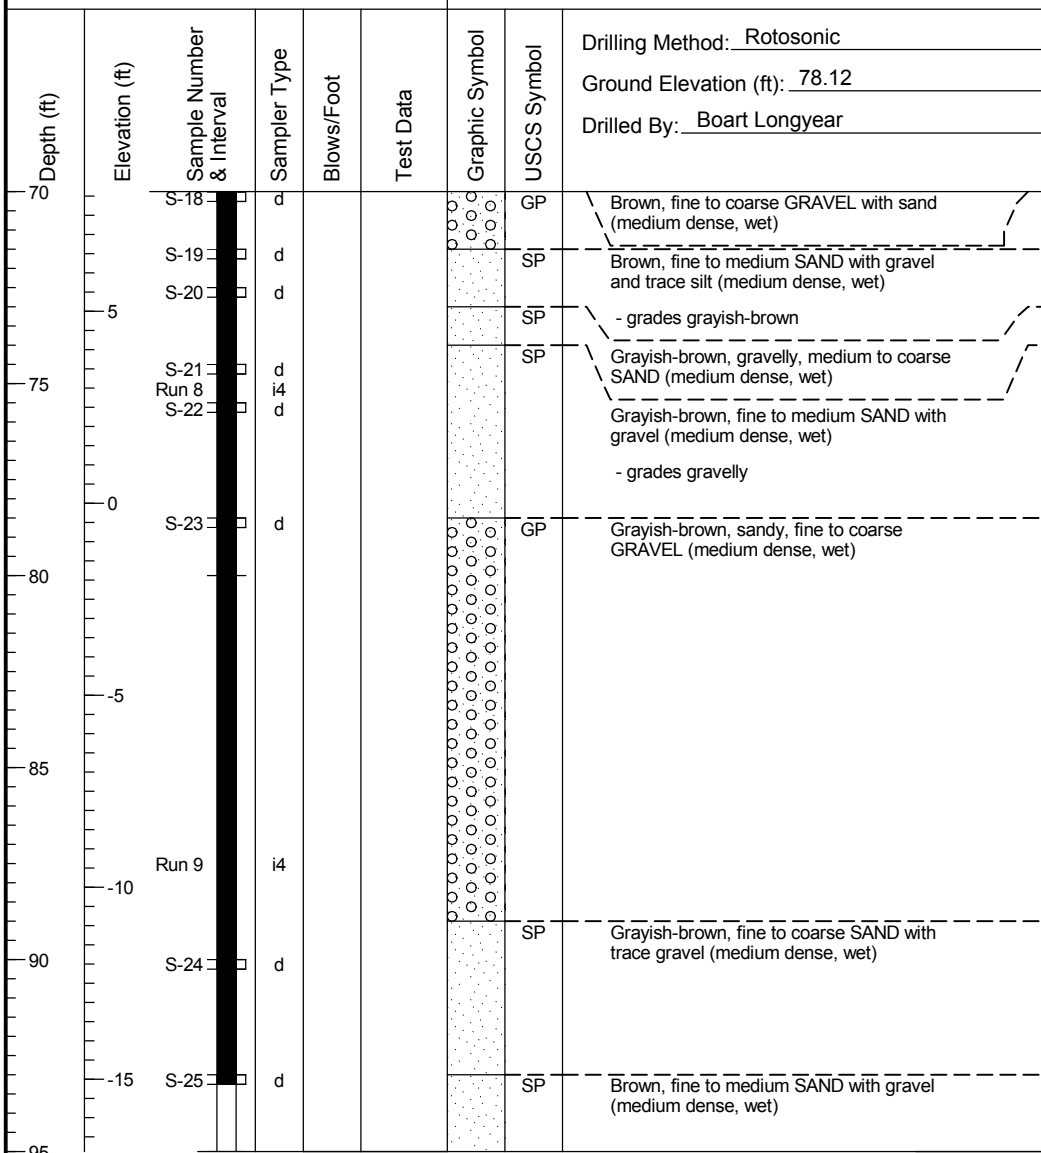 Depth (ft)
Elevation (ft)
Sample Number
& Interval
Sampler Type
Blows/Foot
Test Data
Graphic Symbol
USCS Symbol
Drilling Method: Rotosonic
Ground Elevation (ft): 78.12
Drilled By: Boart Longyear
70
S-18 d GP Brown, fine to coarse GRAVEL with sand
(medium dense, wet)
S-19 d SP Brown, fine to medium SAND with gravel
and trace silt (medium dense, wet)
S-20 d
5
SP - grades grayish-brown
SP Grayish-brown, gravelly, medium to coarse
SAND (medium dense, wet)
S-21 d
75
Run 8 i4
S-22 d
Grayish-brown, fine to medium SAND with
gravel (medium dense, wet)
- grades gravelly
0
S-23 d GP Grayish-brown, sandy, fine to coarse
GRAVEL (medium dense, wet)
80
-5
85
Run 9 i4
-10
SP Grayish-brown, fine to coarse SAND with
trace gravel (medium dense, wet)
90
S-24 d
-15
S-25 d SP Brown, fine to medium SAND with gravel
(medium dense, wet)
95